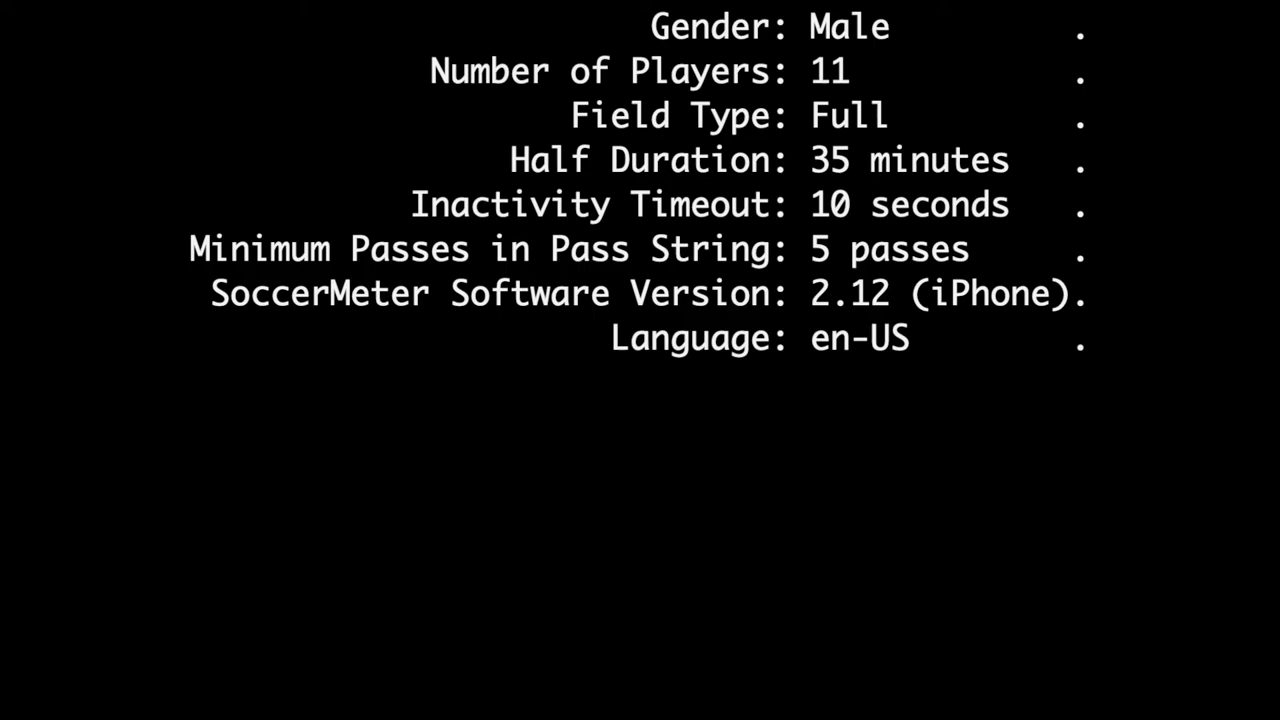 Gender: Male .
Number of Players: 11 .
Field Type: Full .
Half Duration: 35 minutes .
Inactivity Timeout: 10 seconds .
Minimum Passes in Pass String: 5 passes .
SoccerMeter Software Version: 2.12 (iPhone).
Language: en-US .